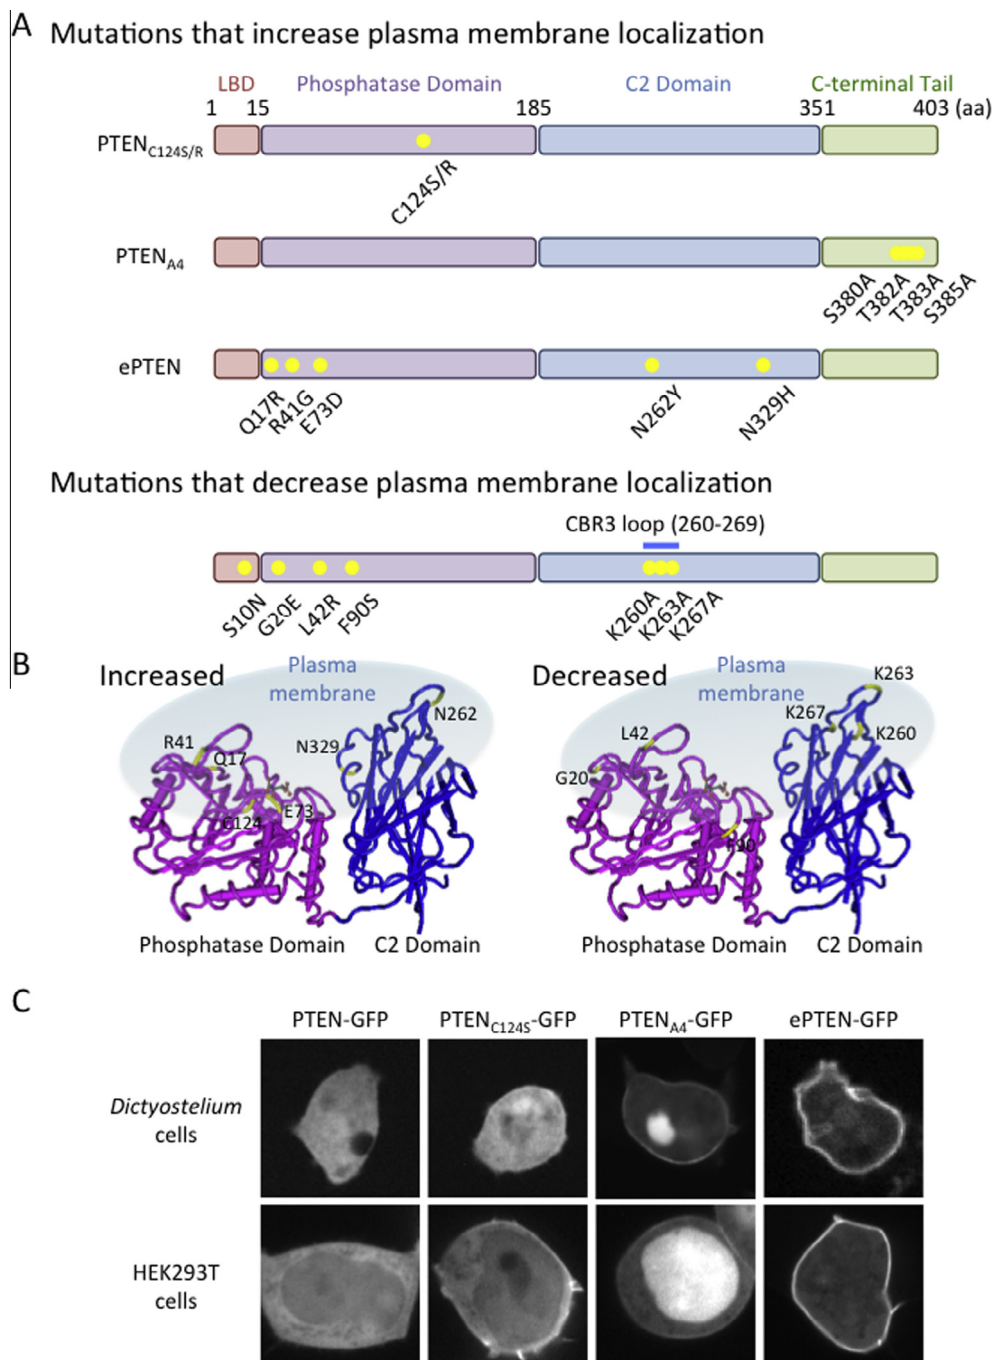 A
Mutations that increase plasma membrane localization
LBD Phosphatase Domain C2 Domain C-terminal Tail
1 15 185 351 403 (aa)
PTENC124S/R
C124S/R
PTENA4
S380A T382A T383A S385A
ePTEN
Q17R R41G E73D N262Y N329H
Mutations that decrease plasma membrane localization
CBR3 loop (260-269)
S10N G20E L42R F90S K260A K263A K267A
B
Increased
Plasma
membrane
R41
Q17
N329
N262
C124
E73
Phosphatase Domain C2 Domain
Decreased
Plasma
membrane
K263
L42
K267
K260
G20
F90
Phosphatase Domain C2 Domain
C
PTEN-GFP PTENC124S-GFP PTENA4-GFP ePTEN-GFP
Dictyostelium
cells
HEK293T
cells